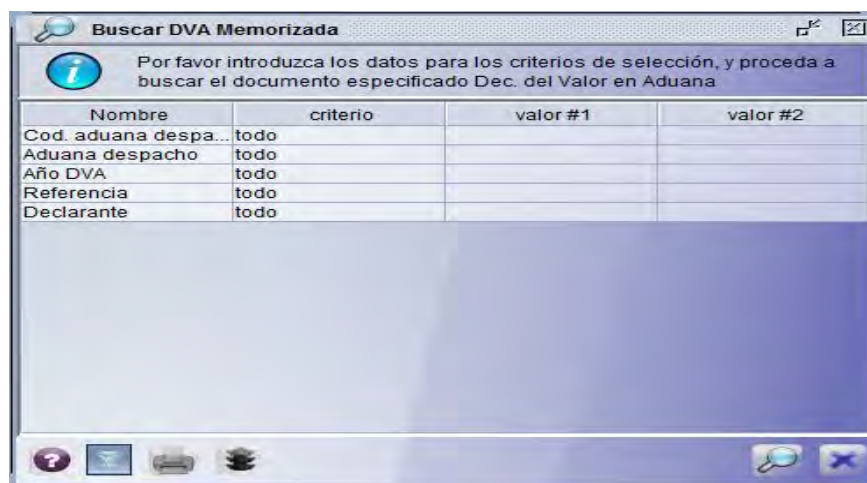 Buscar DVA Memorizada
Por favor introduzca los datos para los criterios de selección, y proceda a
buscar el documento especificado Dec. del Valor en Aduana
Nombre criterio valor #1 valor #2
Cod. aduana despa... todo
Aduana despacho todo
Año DVA todo
Referencia todo
Declarante todo